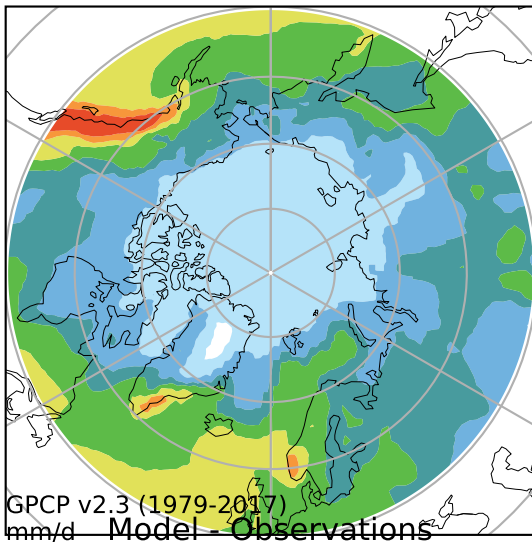 GPCP v2.3 (1979-2017)
mm/d Model - Observations